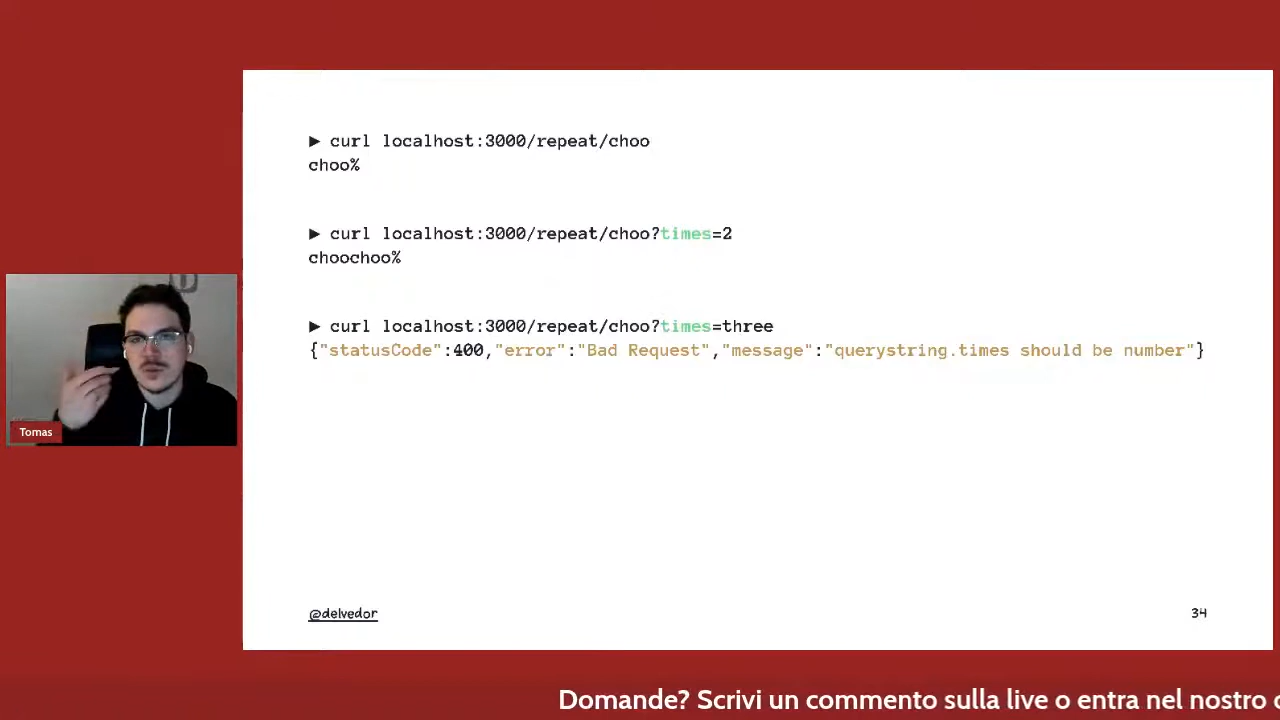 ▶ curl localhost:3000/repeat/choo
choo%
▶ curl localhost:3000/repeat/choo?times=2
choochoo%
▶ curl localhost:3000/repeat/choo?times=three
{"statusCode":400,"error":"Bad Request","message":"querystring.times should be number"}
Tomas
@delvedor
34
Domande? Scrivi un commento sulla live o entra nel nostro